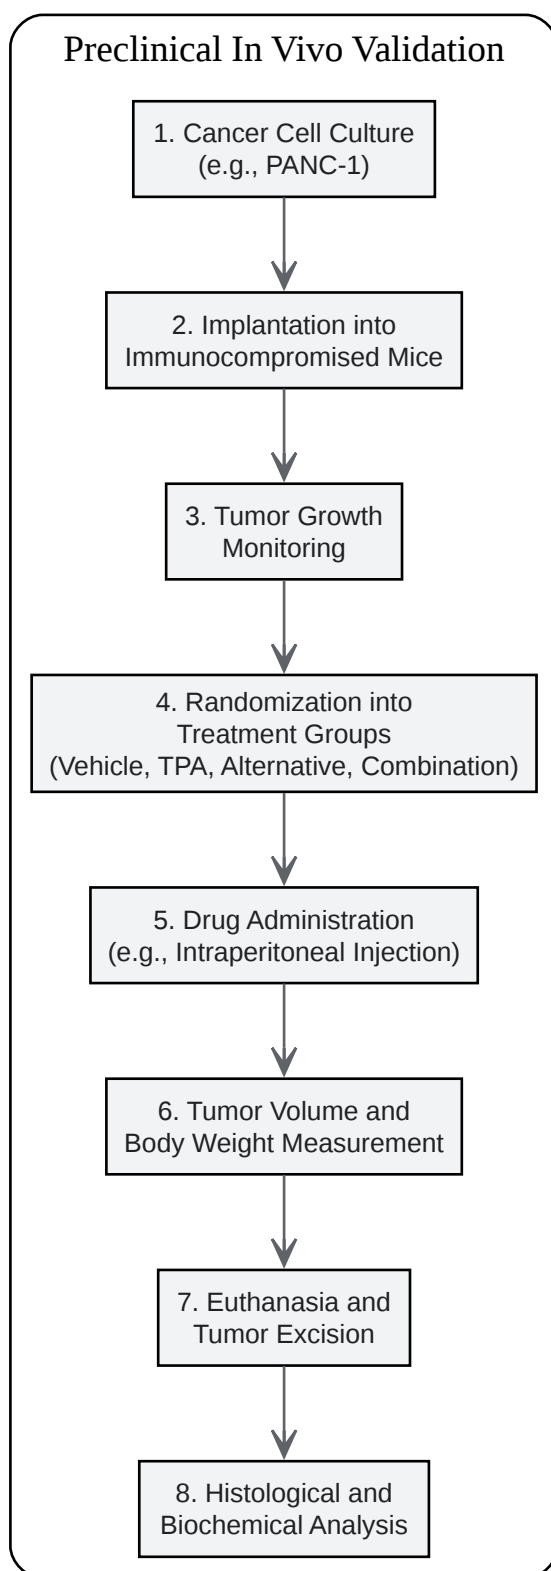 Preclinical In Vivo Validation
1. Cancer Cell Culture
(e.g., PANC-1)
2. Implantation into
Immunocompromised Mice
3. Tumor Growth
Monitoring
4. Randomization into
Treatment Groups
(Vehicle, TPA, Alternative, Combination)
5. Drug Administration
(e.g., Intraperitoneal Injection)
6. Tumor Volume and
Body Weight Measurement
7. Euthanasia and
Tumor Excision
8. Histological and
Biochemical Analysis